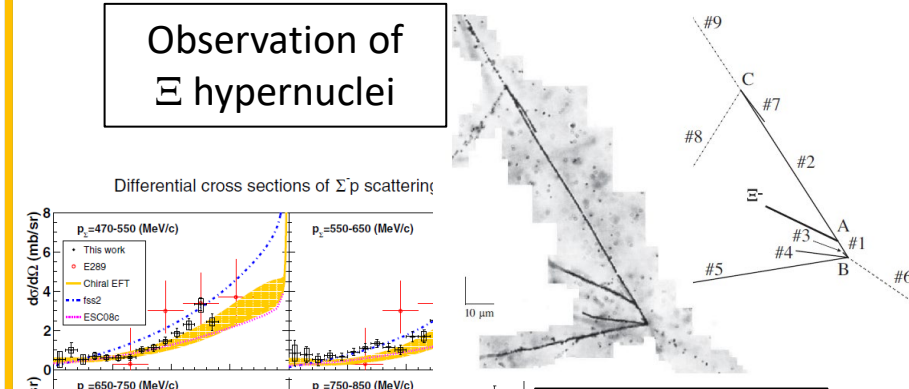 Observation of
Ξ hypernuclei
Differential cross sections of Σ⁻p scattering
dσ/dΩ (mb/sr)
8
6
4
2
0
p_Σ=470-550 (MeV/c)
This work
E289
Chiral EFT
fss2
ESC08c
p_Σ=550-650 (MeV/c)
p =650-750 (MeV/c)
p =750-850 (MeV/c)
10 μm
#9
C
#7
#8
#2
Ξ⁻
A
#3
#1
#4
B
#5
#6